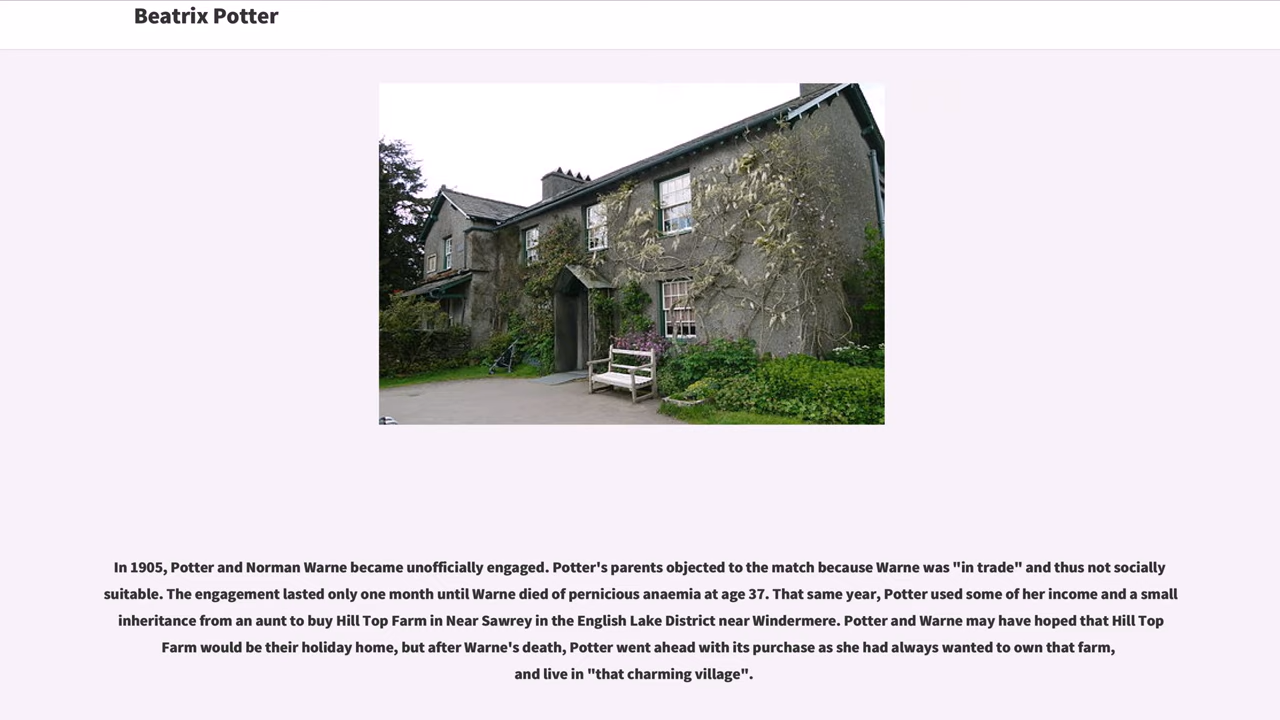 Beatrix Potter
In 1905, Potter and Norman Warne became unofficially engaged. Potter's parents objected to the match because Warne was "in trade" and thus not socially
suitable. The engagement lasted only one month until Warne died of pernicious anaemia at age 37. That same year, Potter used some of her income and a small
inheritance from an aunt to buy Hill Top Farm in Near Sawrey in the English Lake District near Windermere. Potter and Warne may have hoped that Hill Top
Farm would be their holiday home, but after Warne's death, Potter went ahead with its purchase as she had always wanted to own that farm,
and live in "that charming village".